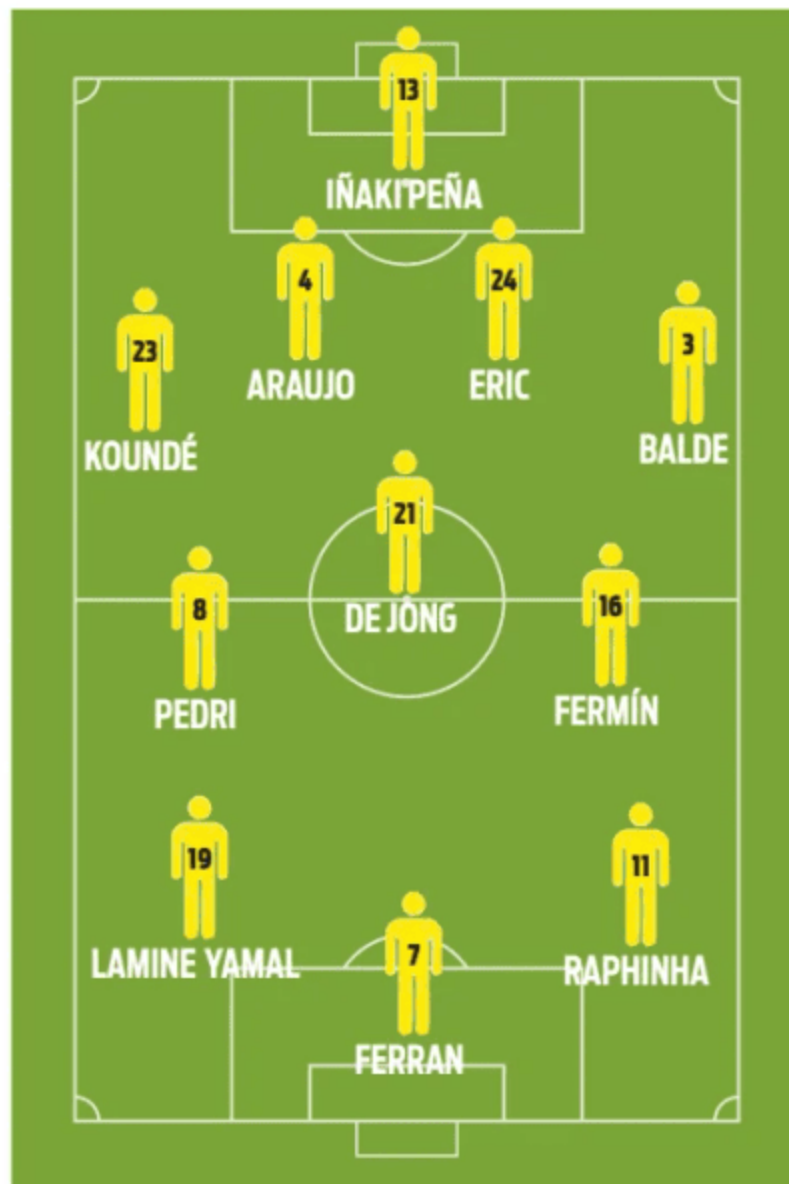 13
IÑAKI PEÑA
4
24
ARAUJO
ERIC
23
3
KOUNDÉ
BALDE
21
DE JONG
8
16
PEDRI
FERMÍN
19
11
LAMINE YAMAL
RAPHINHA
7
FERRAN